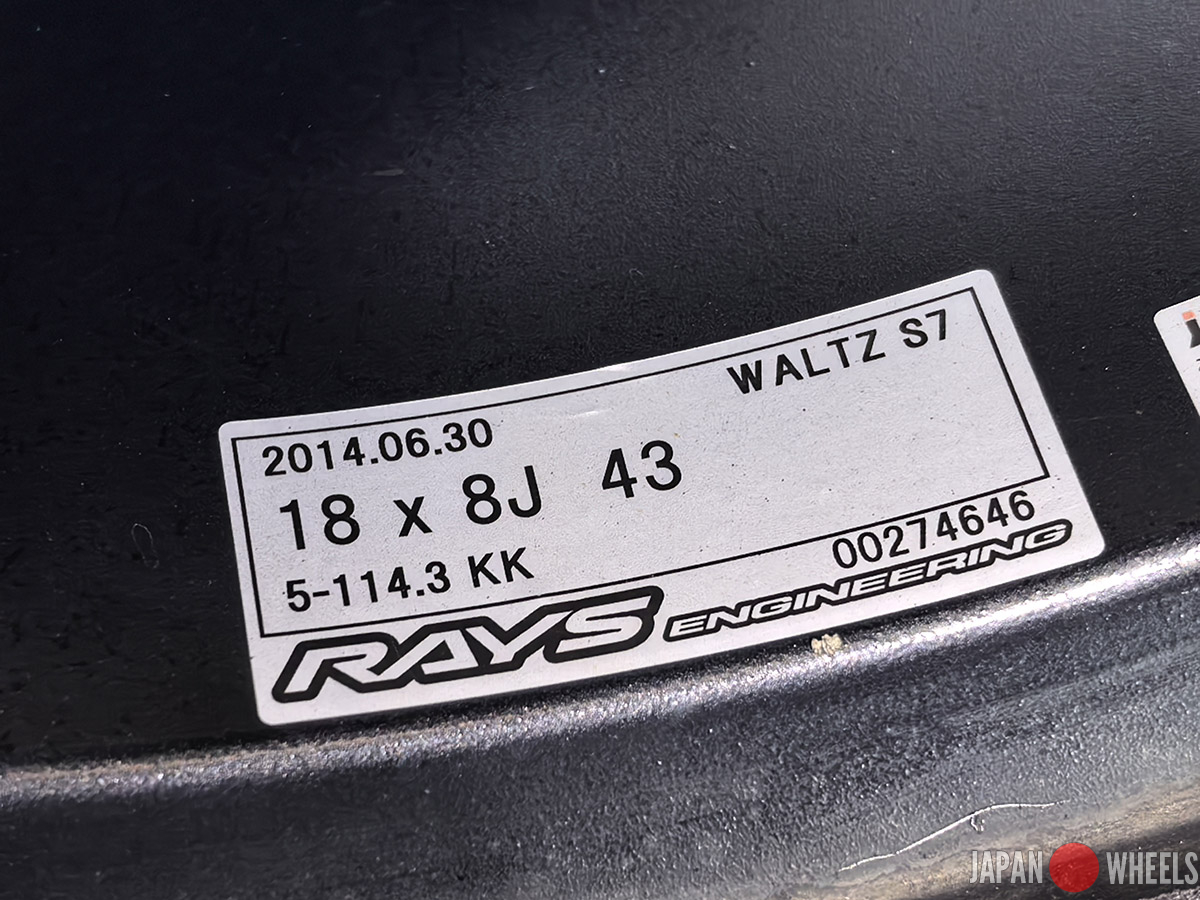 WALTZ S7
2014.06.30
18 x 8J 43
5-114.3 KK
00274646
RAYS ENGINEERING
JAPAN WHEELS